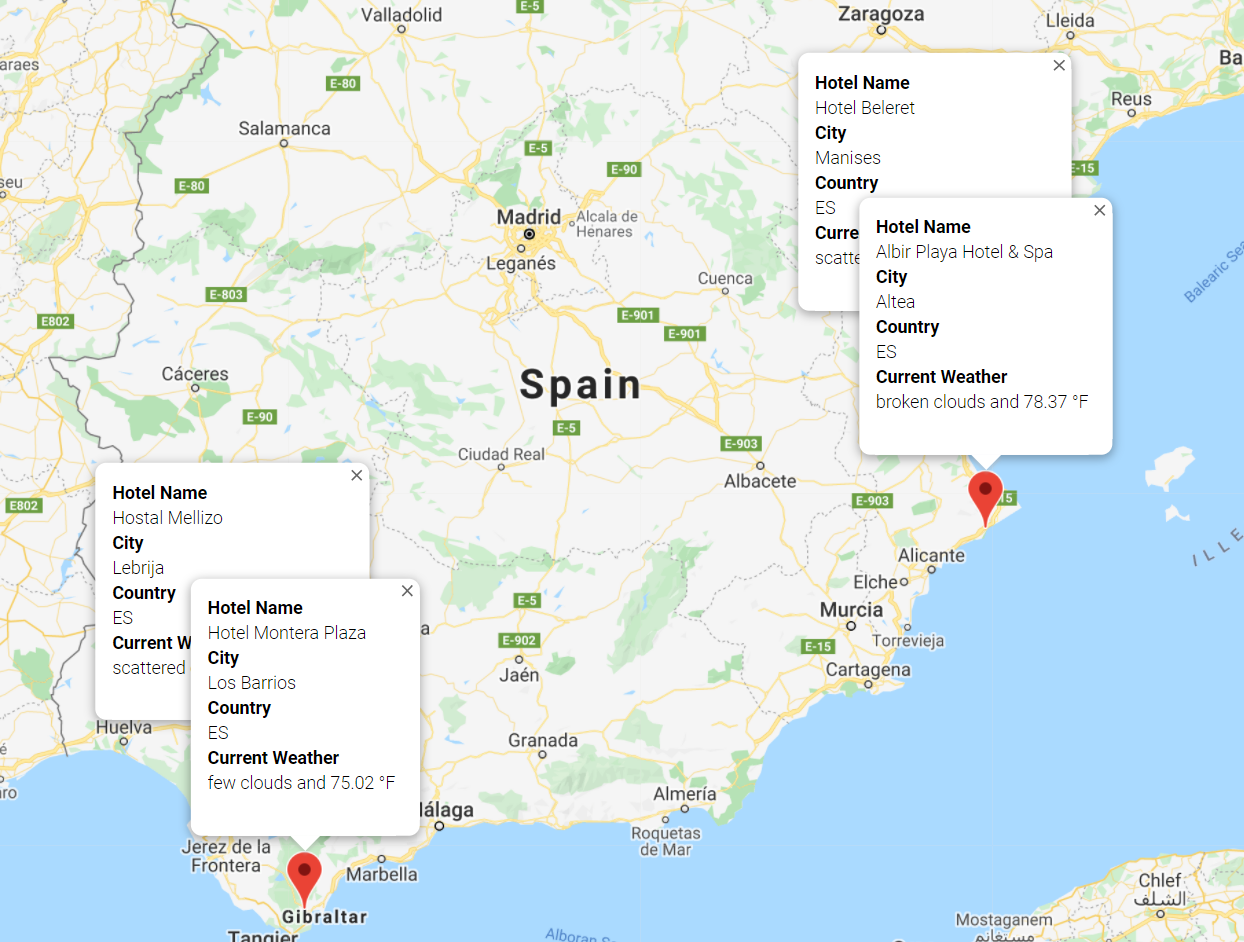 Valladolid
E-5
Zaragoza
Lleida
araes
E-80
Reus
Salamanca
E-5
E-90
E-15
seu
E-80
Madrid
Alcala de
Henares
Leganés
Cuenca
E-803
E802
E-901
E-901
Balearic Sea
Hotel Name
Hotel Beleret
City
Manises
Country
ES
Curre
scatte
Hotel Name
Albir Playa Hotel & Spa
City
Altea
Country
ES
Current Weather
broken clouds and 78.37 °F
Cáceres
Spain
E-90
E-5
E-903
Ciudad Real
Albacete
E802
E-903
15
Alicante
Elche
Murcia
Torrevieja
E-15
Cartagena
ILLE
Hotel Name
Hostal Mellizo
City
Lebrija
Country
ES
Current W
scattered
Hotel Name
Hotel Montera Plaza
City
Los Barrios
Country
ES
Current Weather
few clouds and 75.02 °F
E-5
E-902
Jaén
Huelva
Granada
Almería
Roquetas
de Mar
álaga
Jerez de la
Frontera
Marbella
Gibraltar
Tangier
Alboran S
Chlef
الشلف
Mostaganem
مستغانم